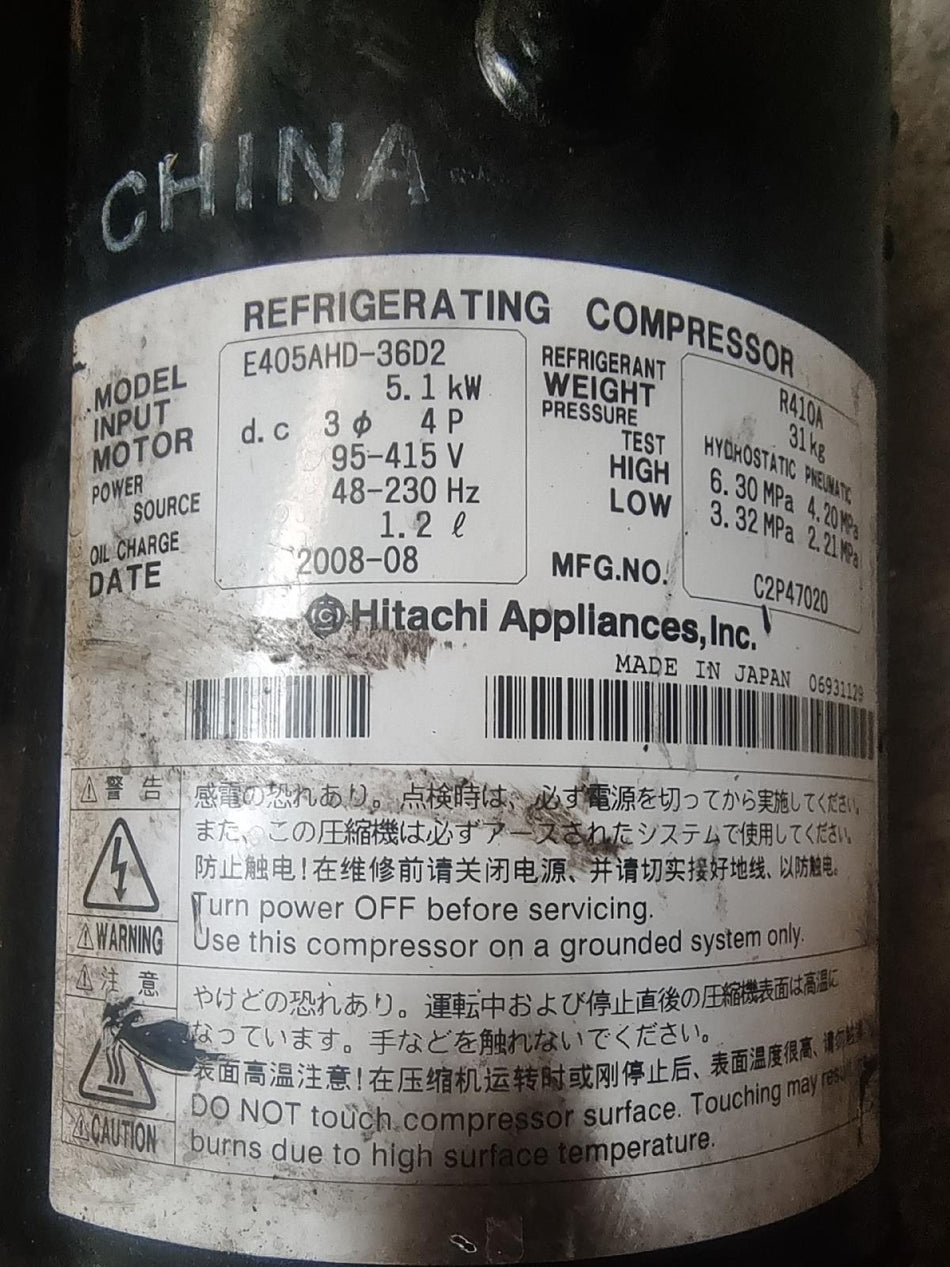 CHINA
REFRIGERATING COMPRESSOR
MODEL E405AHD-36D2
INPUT 5.1 kW
MOTOR d.c 3φ 4P
POWER SOURCE 95-415 V
48-230 Hz
OIL CHARGE 1.2 ℓ
DATE 2008-08
REFRIGERANT R410A
WEIGHT 31kg
PRESSURE
TEST HYDROSTATIC PNEUMATIC
HIGH 6.30MPa 4.20MPa
LOW 3.32MPa 2.21MPa
MFG.NO. C2P47020
Hitachi Appliances,Inc.
MADE IN JAPAN 06931129
⚠警告
感電の恐れあり。点検時は、必ず電源を切ってから実施してください。
また、この圧縮機は必ずアースされたシステムで使用してください。
防止触电!在维修前请关闭电源、并请切实接好地线、以防触电。
Turn power OFF before servicing.
⚠WARNING
Use this compressor on a grounded system only.
⚠注意
やけどの恐れあり。運転中および停止直後の圧縮機表面は高温に
なっています。手などを触れないでください。
表面高温注意!在压缩机运转时或刚停止后、表面温度很高、请勿触摸
DO NOT touch compressor surface. Touching may result
⚠CAUTION
burns due to high surface temperature.